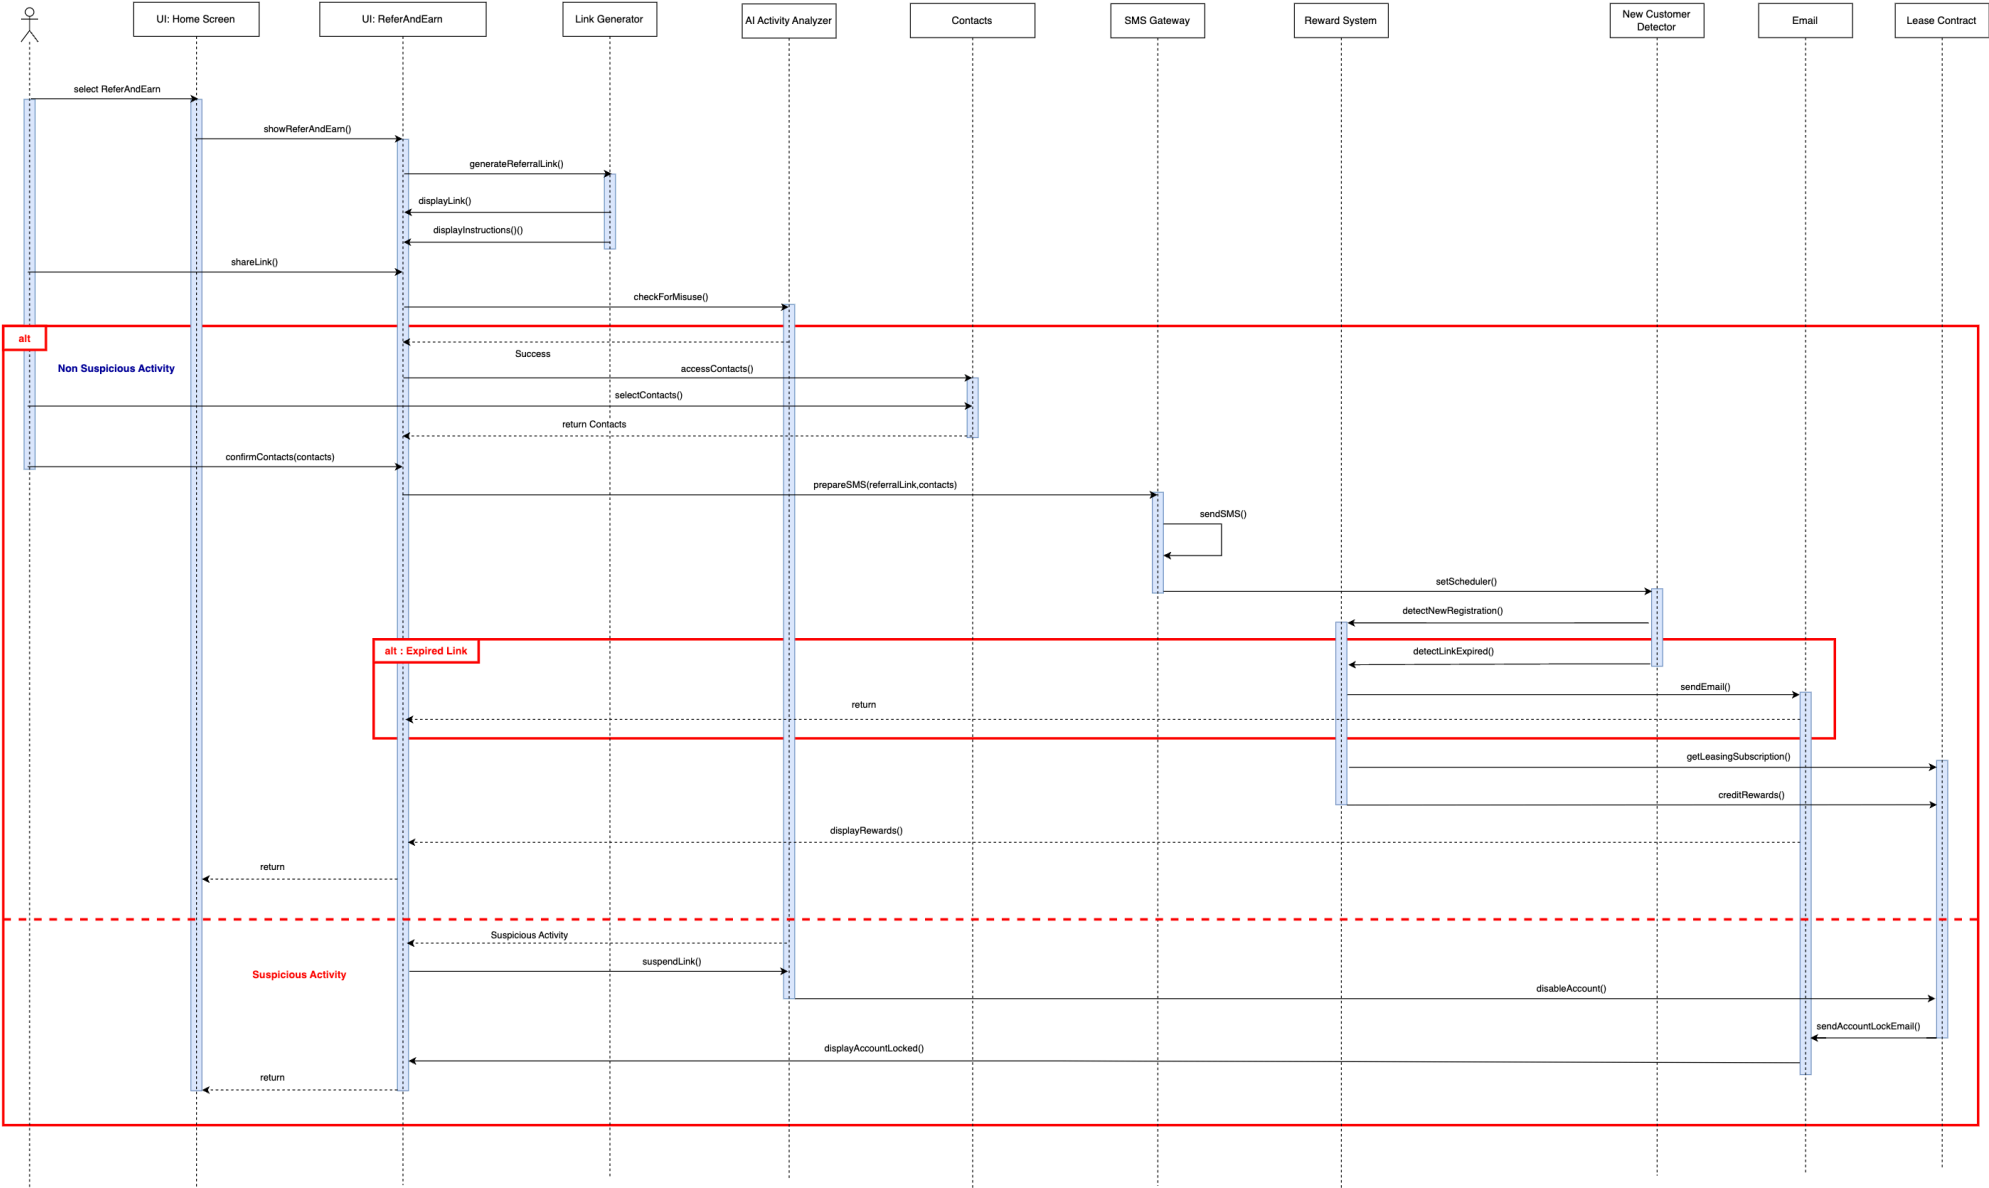 UI: Home Screen
UI: ReferAndEarn
Link Generator
AI Activity Analyzer
Contacts
SMS Gateway
Reward System
New Customer
Detector
Email
Lease Contract
select ReferAndEarn
showReferAndEarn()
generateReferralLink()
displayLink()
displayInstructions()()
shareLink()
checkForMisuse()
alt
Success
Non Suspicious Activity
accessContacts()
selectContacts()
return Contacts
confirmContacts(contacts)
prepareSMS(referralLink,contacts)
sendSMS()
setScheduler()
detectNewRegistration()
alt : Expired Link
detectLinkExpired()
sendEmail()
return
getLeasingSubscription()
creditRewards()
displayRewards()
return
Suspicious Activity
suspendLink()
Suspicious Activity
disableAccount()
sendAccountLockEmail()
displayAccountLocked()
return